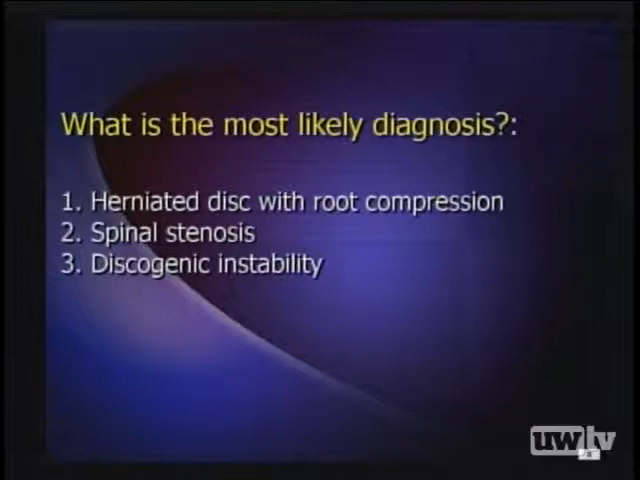 What is the most likely diagnosis?:
1. Herniated disc with root compression
2. Spinal stenosis
3. Discogenic instability
uwtv